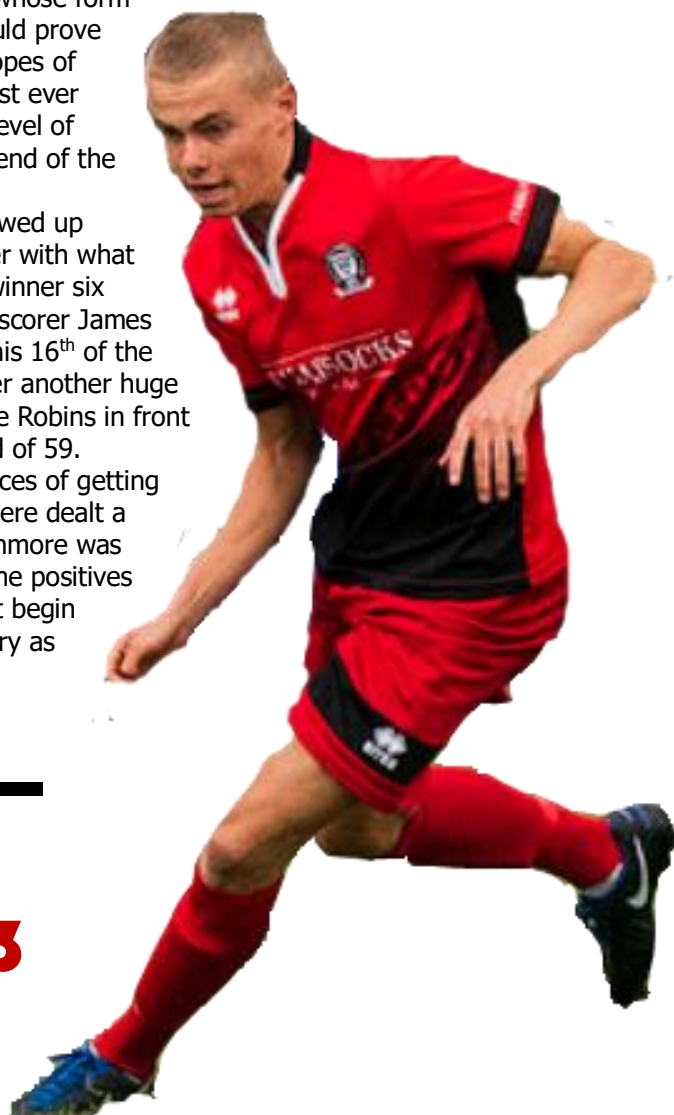 whose form
uld prove
opes of
st ever
evel of
end of the
wed up
er with what
winner six
scorer James
his 16th of the
er another huge
e Robins in front
l of 59.
ces of getting
ere dealt a
nmore was
he positives
t begin
ry as
3